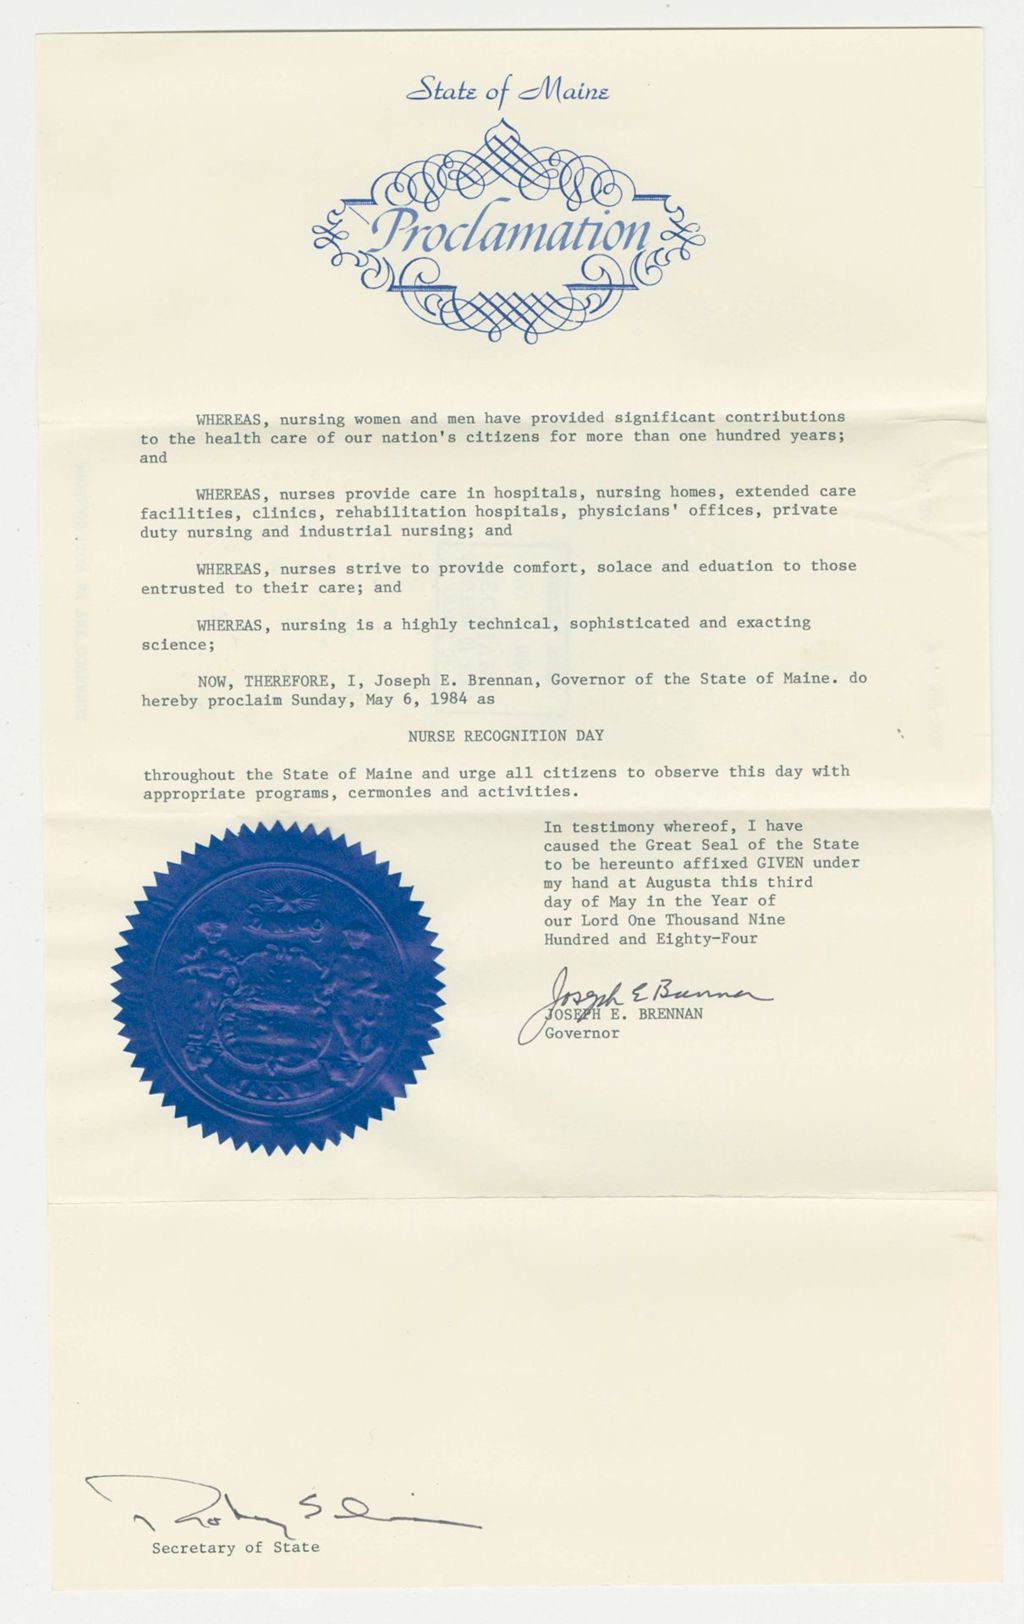 State of Maine
Proclamation
WHEREAS, nursing women and men have provided significant contributions
to the health care of our nation's citizens for more than one hundred years;
and
WHEREAS, nurses provide care in hospitals, nursing homes, extended care
facilities, clinics, rehabilitation hospitals, physicians' offices, private
duty nursing and industrial nursing; and
WHEREAS, nurses strive to provide comfort, solace and eduation to those
entrusted to their care; and
WHEREAS, nursing is a highly technical, sophisticated and exacting
science;
NOW, THEREFORE, I, Joseph E. Brennan, Governor of the State of Maine. do
hereby proclaim Sunday, May 6, 1984 as
NURSE RECOGNITION DAY
throughout the State of Maine and urge all citizens to observe this day with
appropriate programs, cermonies and activities.
In testimony whereof, I have
caused the Great Seal of the State
to be hereunto affixed GIVEN under
my hand at Augusta this third
day of May in the Year of
our Lord One Thousand Nine
Hundred and Eighty-Four
Joseph E Brennan
JOSEPH E. BRENNAN
Governor
Secretary of State